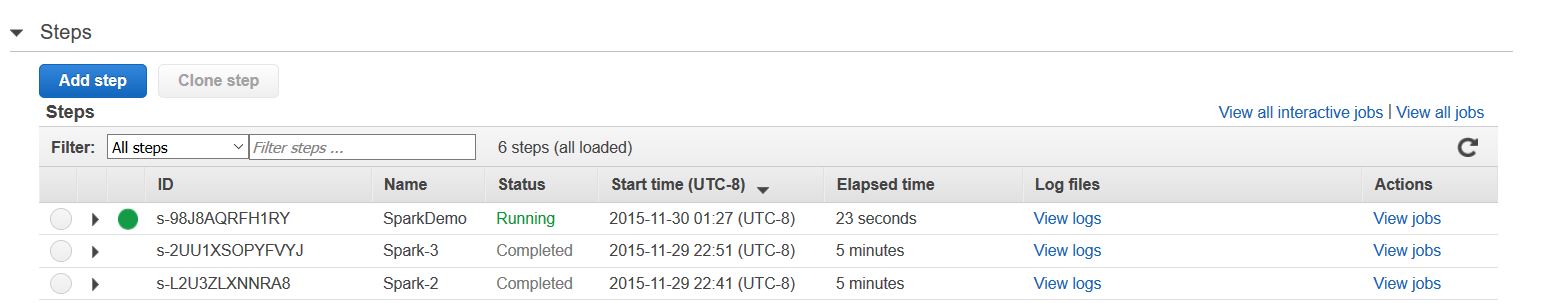 Steps
Add step Clone step
Steps View all interactive jobs | View all jobs
Filter: All steps Filter steps ... 6 steps (all loaded)
ID Name Status Start time (UTC-8) Elapsed time Log files Actions
s-98J8AQRFH1RY SparkDemo Running 2015-11-30 01:27 (UTC-8) 23 seconds View logs View jobs
s-2UU1XSOPYFVYJ Spark-3 Completed 2015-11-29 22:51 (UTC-8) 5 minutes View logs View jobs
s-L2U3ZLXNNRA8 Spark-2 Completed 2015-11-29 22:41 (UTC-8) 5 minutes View logs View jobs